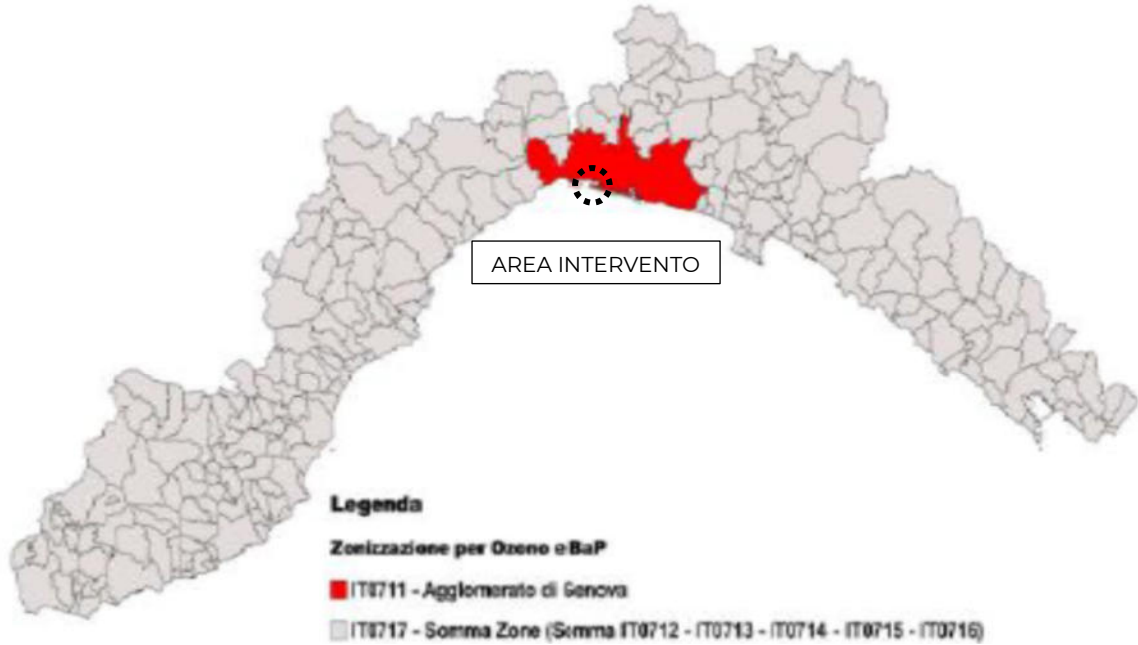 AREA INTERVENTO
Legenda
Zonizzazione per Ozono e BaP
IT0711 - Agglomerato di Genova
IT0717 - Somma Zone (Somma IT0712 - IT0713 - IT0714 - IT0715 - IT0716)